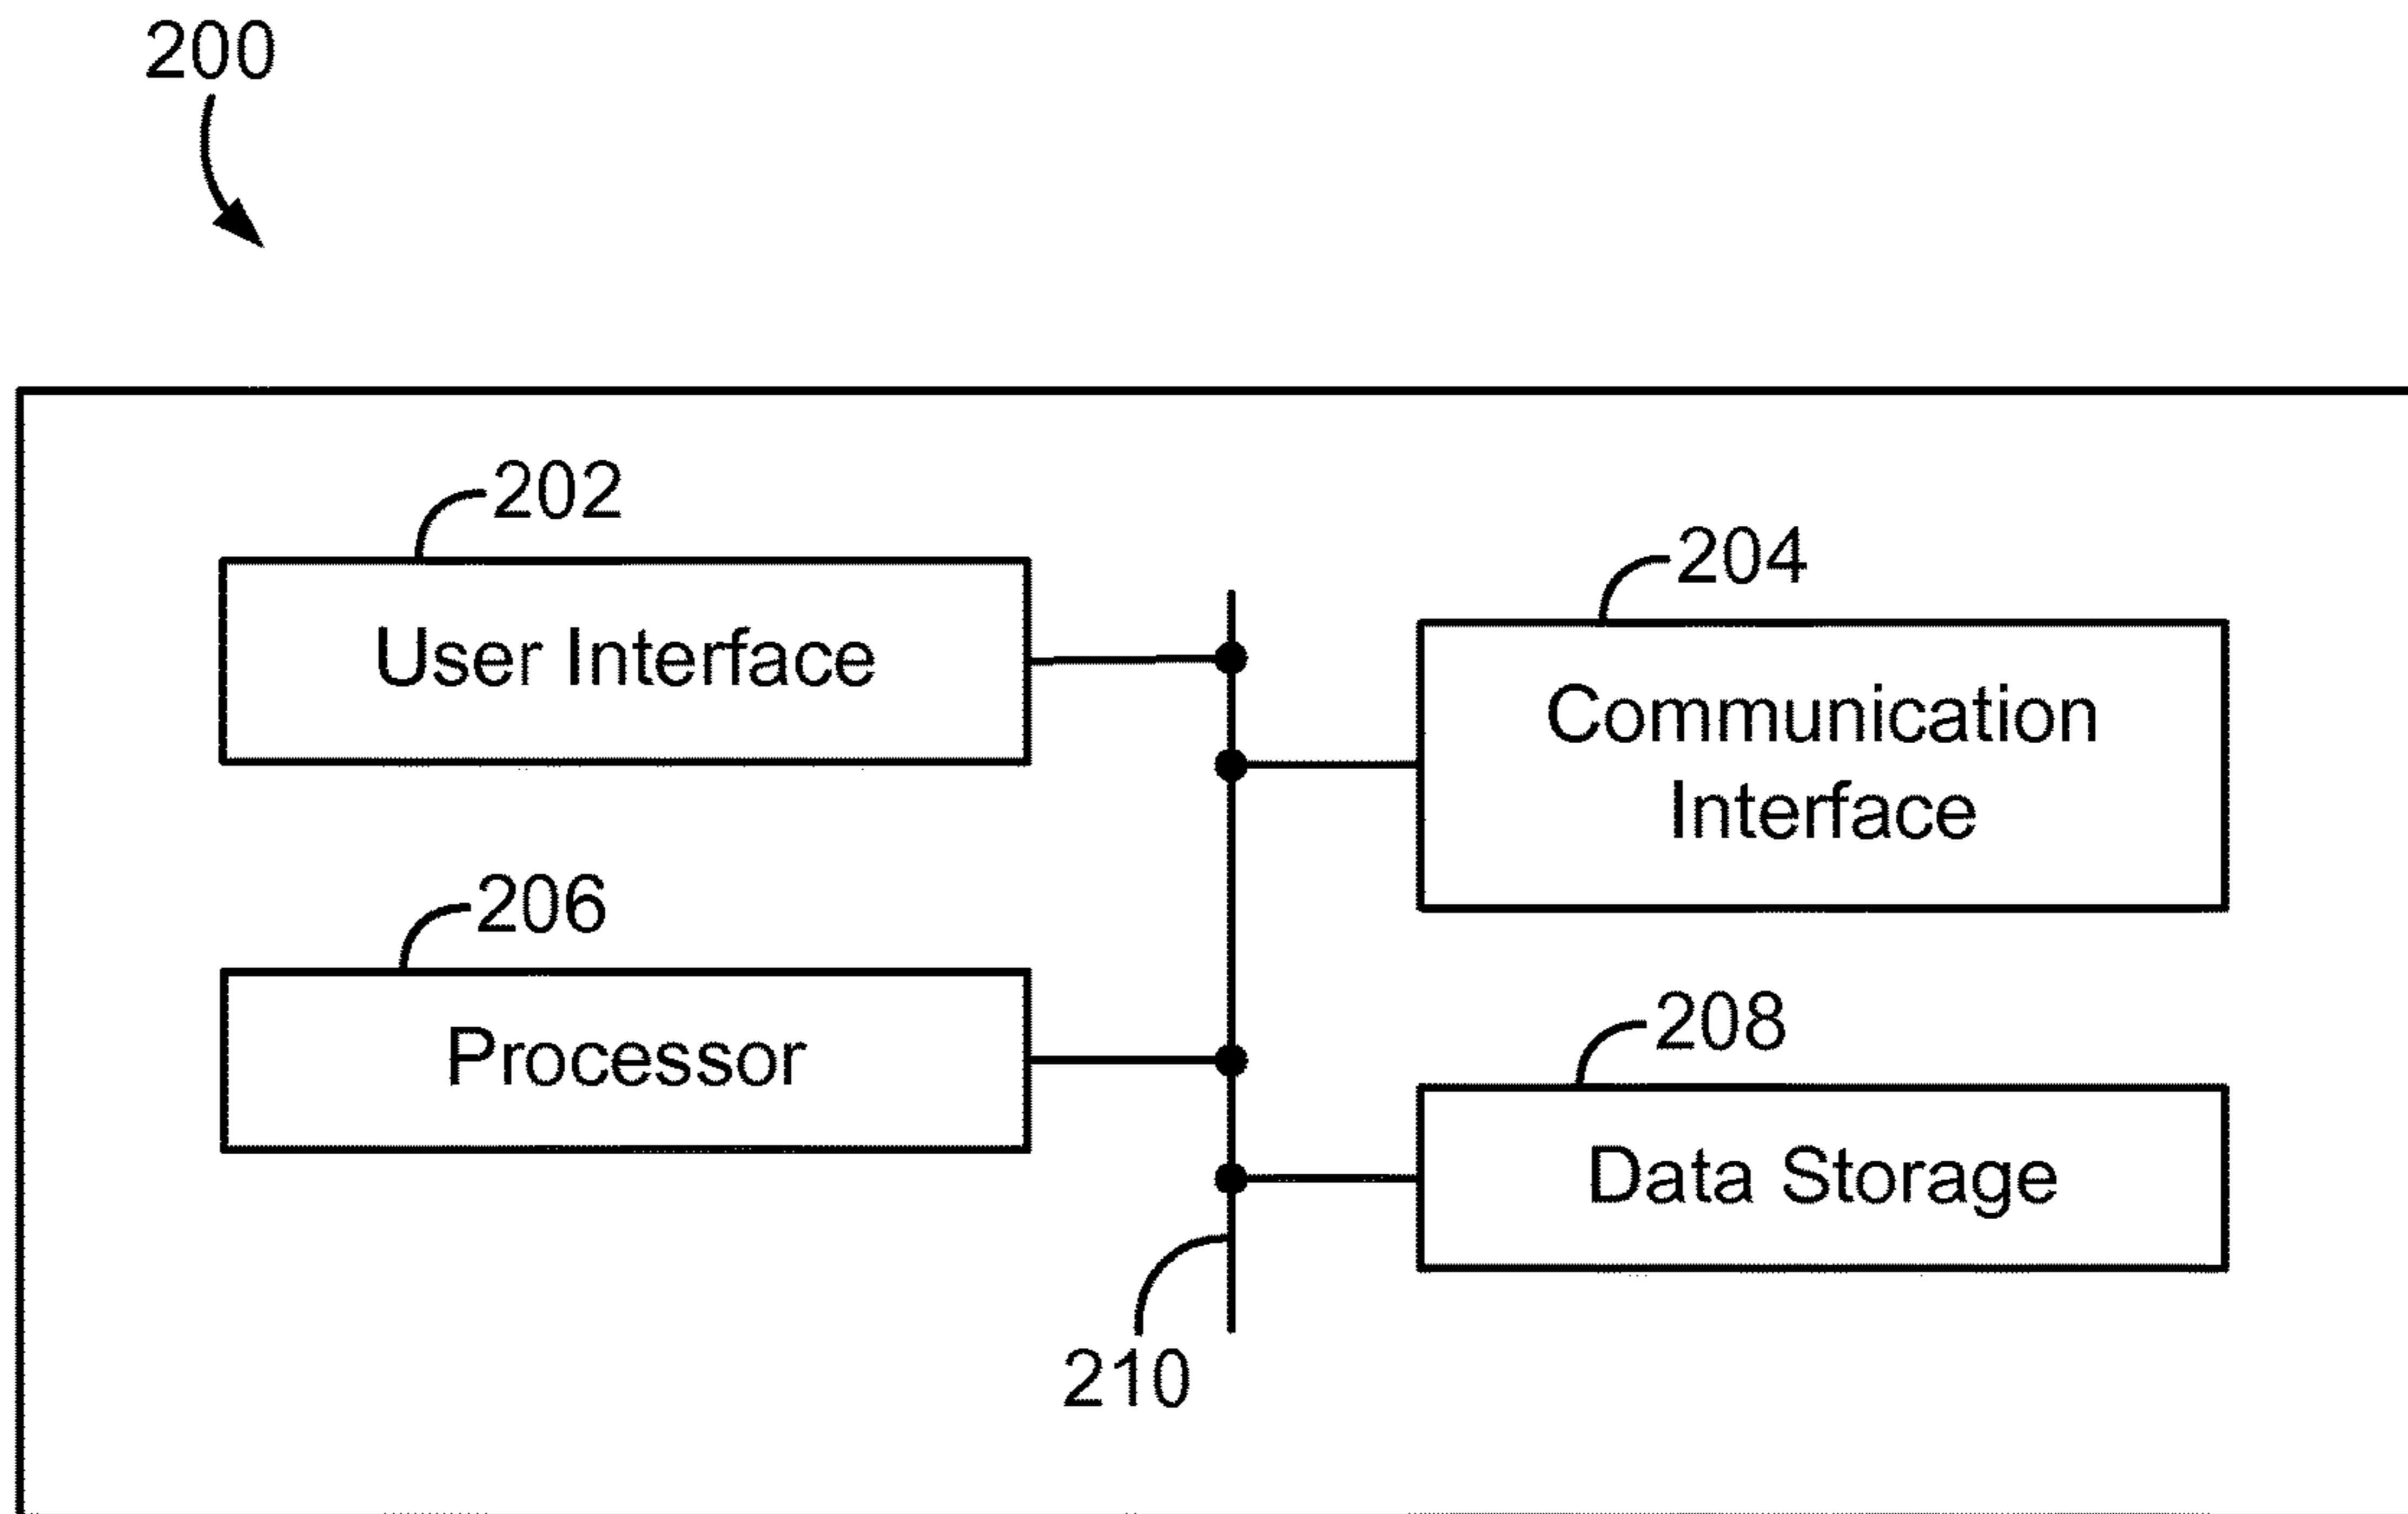 200
202
User Interface
204
Communication
Interface
206
Processor
208
Data Storage
210